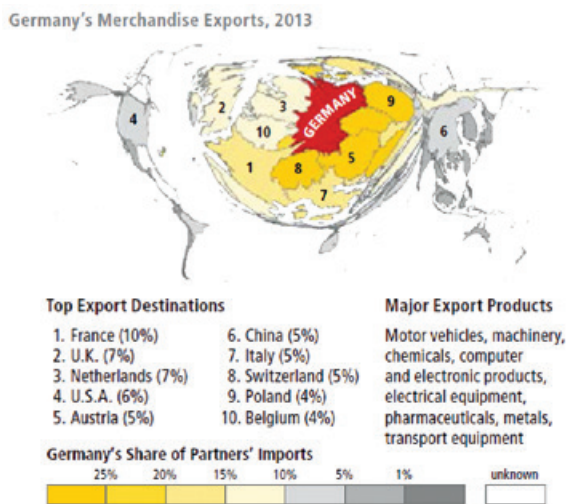 Germany's Merchandise Exports, 2013
GERMANY
9
2
3
4
10
6
1
8
5
7
Top Export Destinations
1. France (10%)
2. U.K. (7%)
3. Netherlands (7%)
4. U.S.A. (6%)
5. Austria (5%)
6. China (5%)
7. Italy (5%)
8. Switzerland (5%)
9. Poland (4%)
10. Belgium (4%)
Major Export Products
Motor vehicles, machinery,
chemicals, computer
and electronic products,
electrical equipment,
pharmaceuticals, metals,
transport equipment
Germany's Share of Partners' Imports
25% 20% 15% 10% 5% 1% unknown